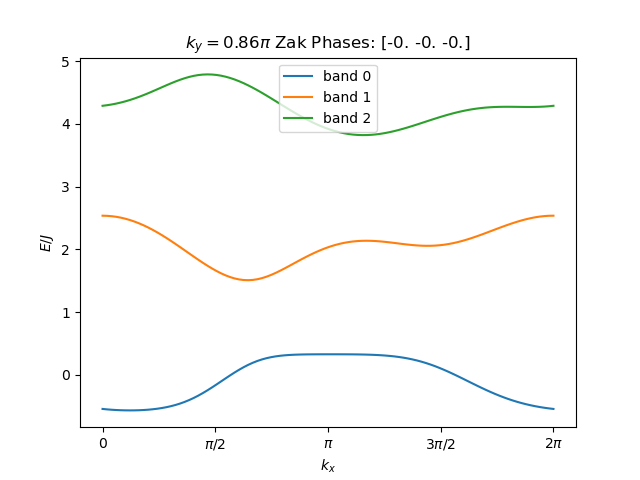 $k_y = 0.86\pi$ Zak Phases: [-0. -0. -0.]
band 0
band 1
band 2
5
4
3
2
1
0
E/J
0 π/2 π 3π/2 2π
$k_x$